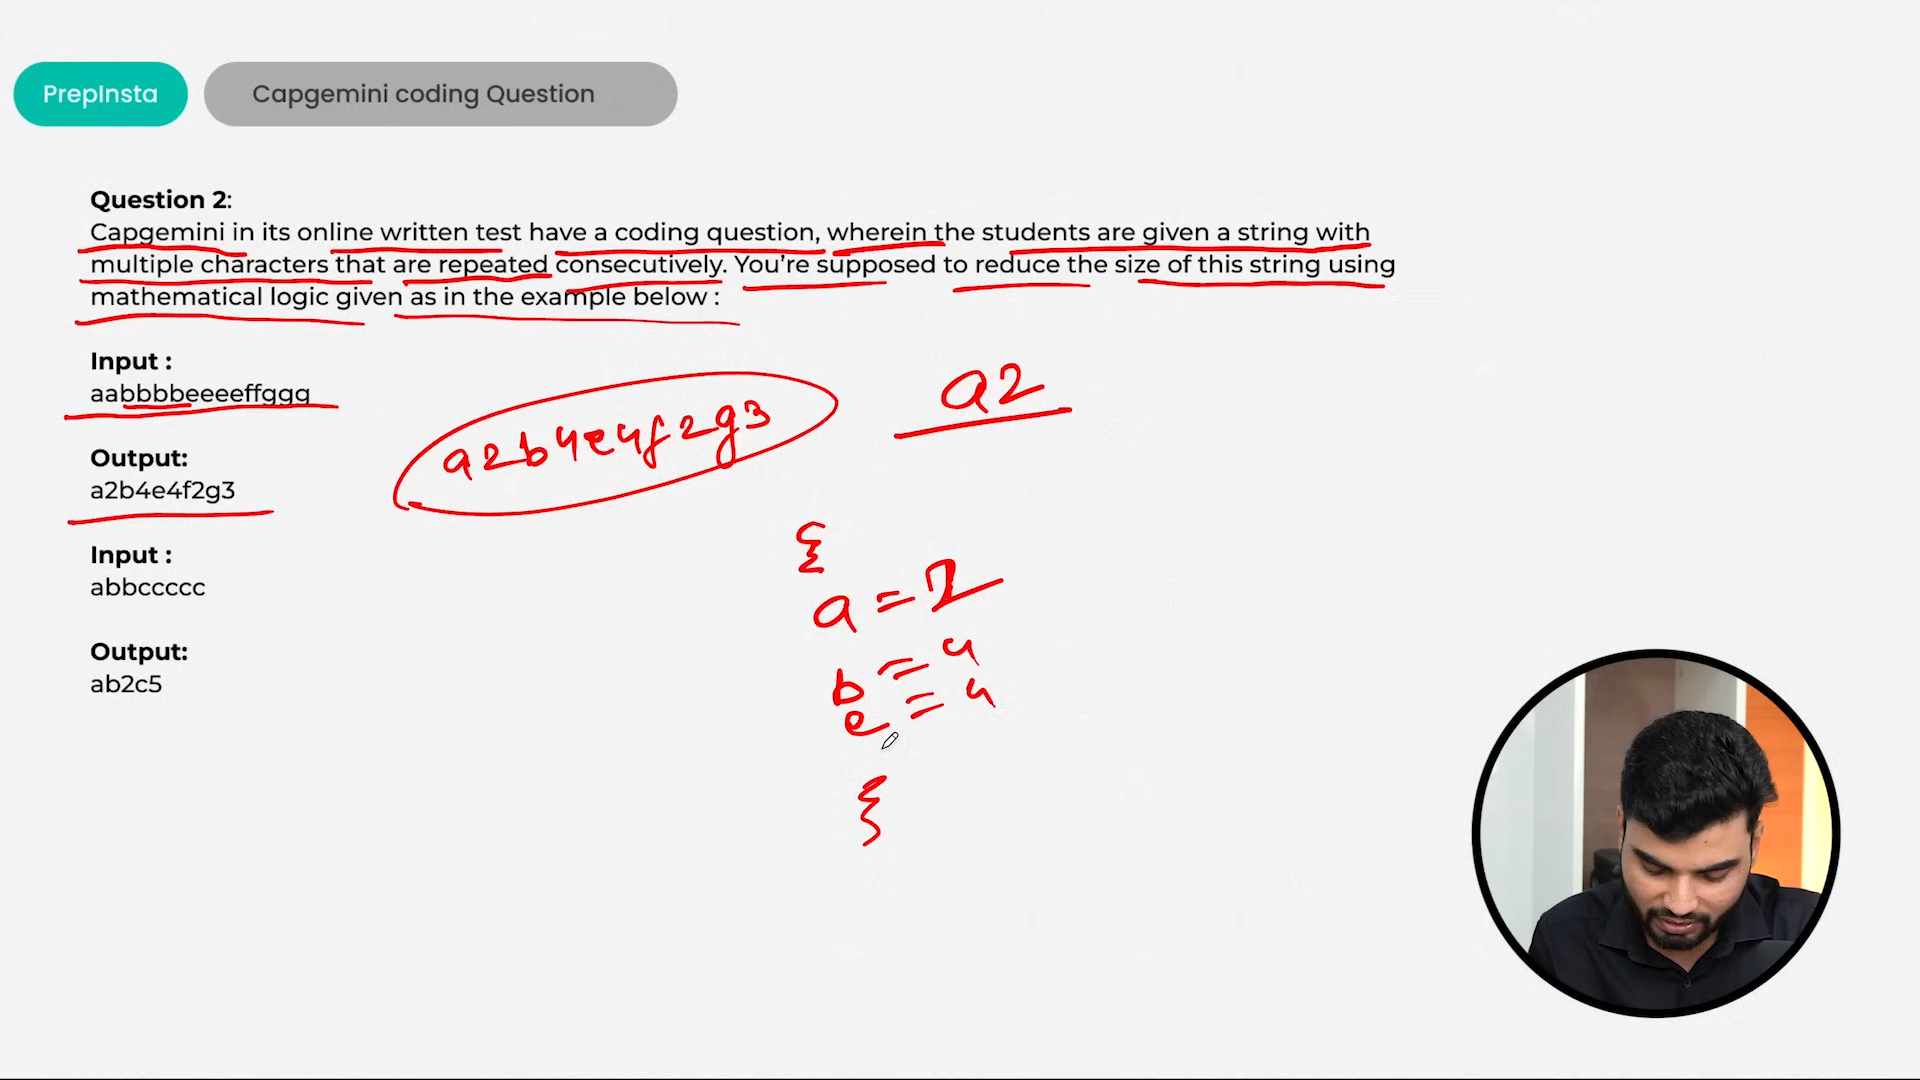 PrepInsta
Capgemini coding Question
Question 2:
Capgemini in its online written test have a coding question, wherein the students are given a string with
multiple characters that are repeated consecutively. You’re supposed to reduce the size of this string using
mathematical logic given as in the example below :
Input :
aabbbbeeeeffggg
Output:
a2b4e4f2g3
Input :
abbccccc
Output:
ab2c5
a2b4e4f2g3
a2
{
a = 2
b = 4
e = 4
}